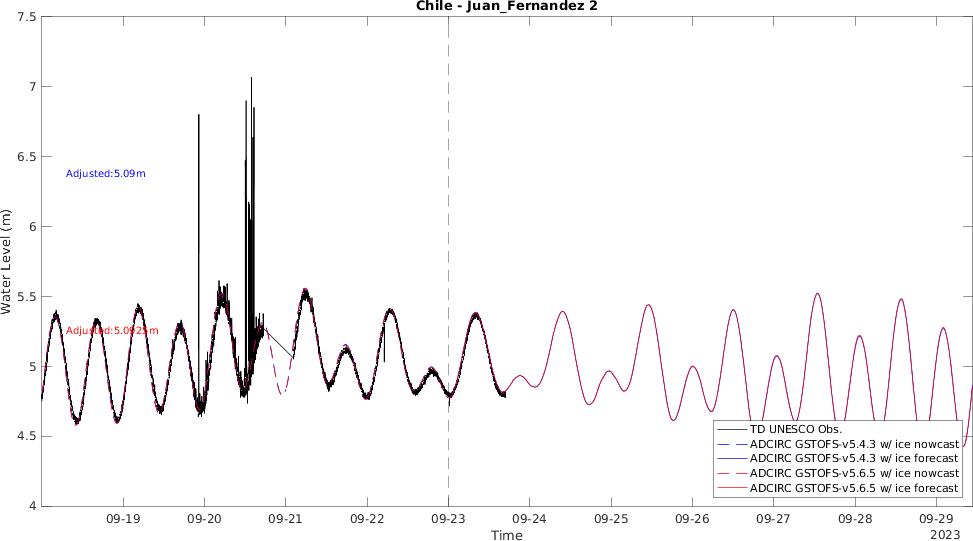 Chile - Juan_Fernandez 2
7.5
7
6.5
6
5.5
5
4.5
4
Water Level (m)
Adjusted:5.09m
Adjusted:5.0925m
TD UNESCO Obs.
ADCIRC GSTOFS-v5.4.3 w/ ice nowcast
ADCIRC GSTOFS-v5.4.3 w/ ice forecast
ADCIRC GSTOFS-v5.6.5 w/ ice nowcast
ADCIRC GSTOFS-v5.6.5 w/ ice forecast
09-19 09-20 09-21 09-22 09-23 09-24 09-25 09-26 09-27 09-28 09-29
2023
Time